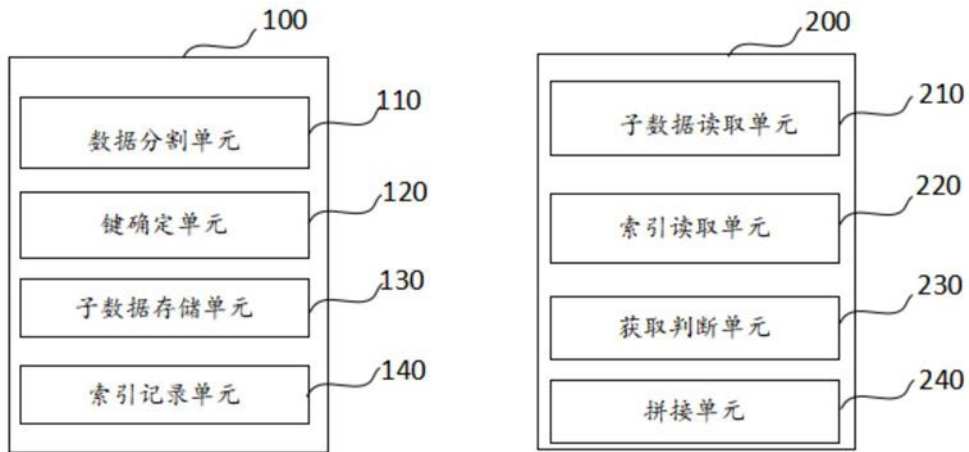 100
110
数据分割单元
120
键确定单元
130
子数据存储单元
140
索引记录单元
200
210
子数据读取单元
220
索引读取单元
230
获取判断单元
240
拼接单元